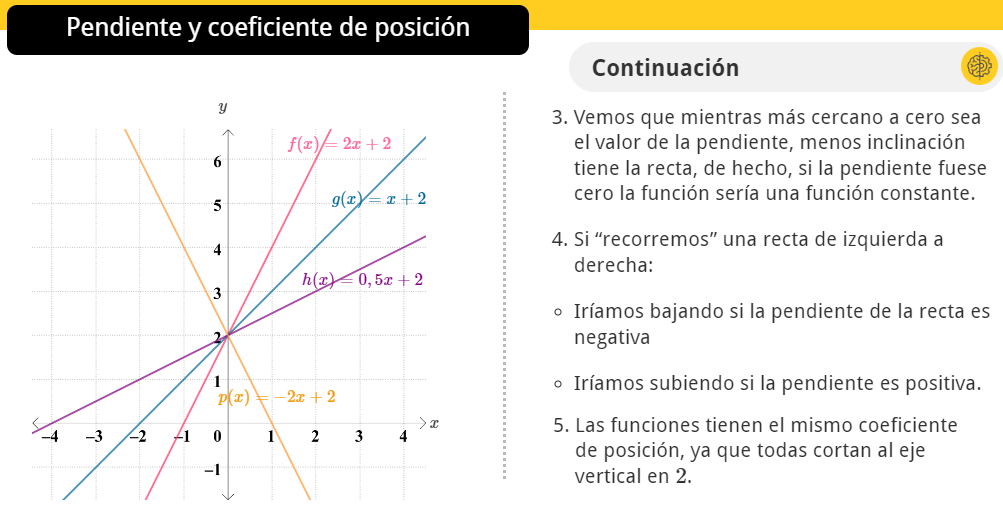 Pendiente y coeficiente de posición
Continuación
y
f(x) = 2x + 2
g(x) = x + 2
h(x) = 0,5x + 2
p(x) = −2x + 2
6
5
4
3
2
1
−4 −3 −2 −1 0 1 2 3 4 x
−1
3. Vemos que mientras más cercano a cero sea
el valor de la pendiente, menos inclinación
tiene la recta, de hecho, si la pendiente fuese
cero la función sería una función constante.
4. Si “recorremos” una recta de izquierda a
derecha:
◦ Iríamos bajando si la pendiente de la recta es
negativa
◦ Iríamos subiendo si la pendiente es positiva.
5. Las funciones tienen el mismo coeficiente
de posición, ya que todas cortan al eje
vertical en 2.